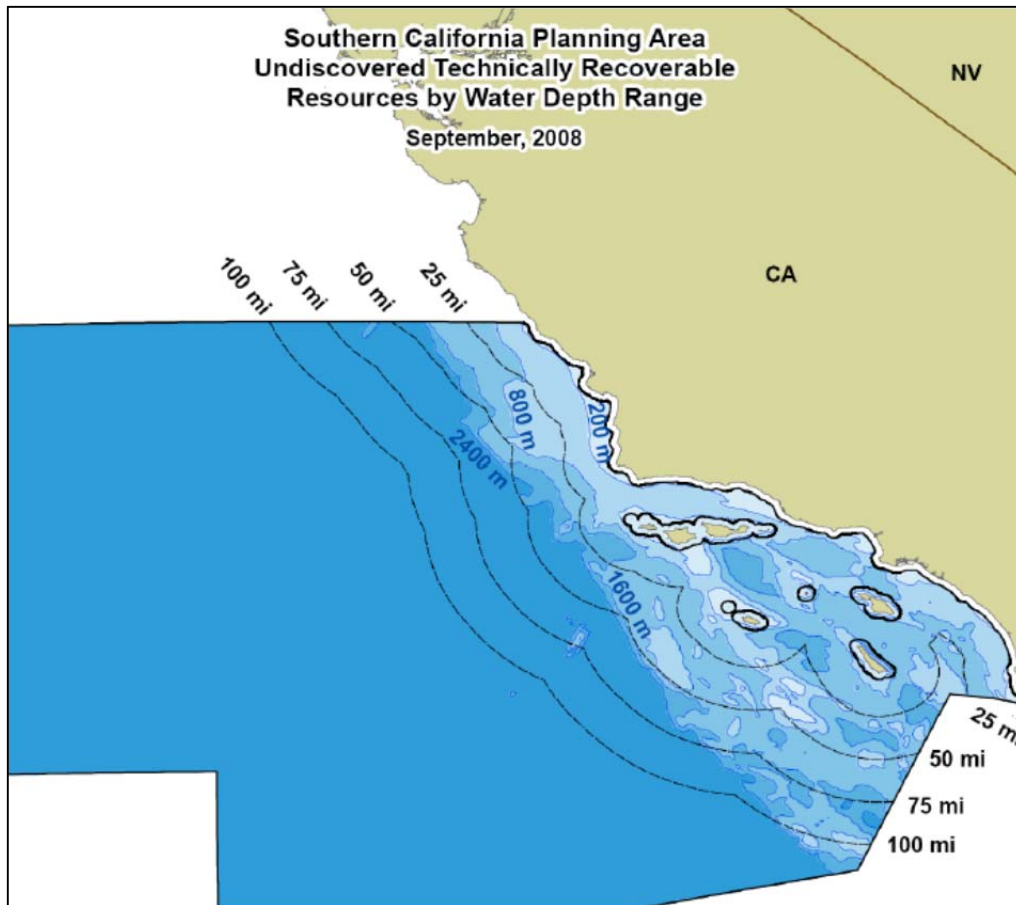 Southern California Planning Area
Undiscovered Technically Recoverable
Resources by Water Depth Range
September, 2008
NV
CA
100 mi
75 mi
50 mi
25 mi
200 m
800 m
2400 m
1600 m
25 mi
50 mi
75 mi
100 mi